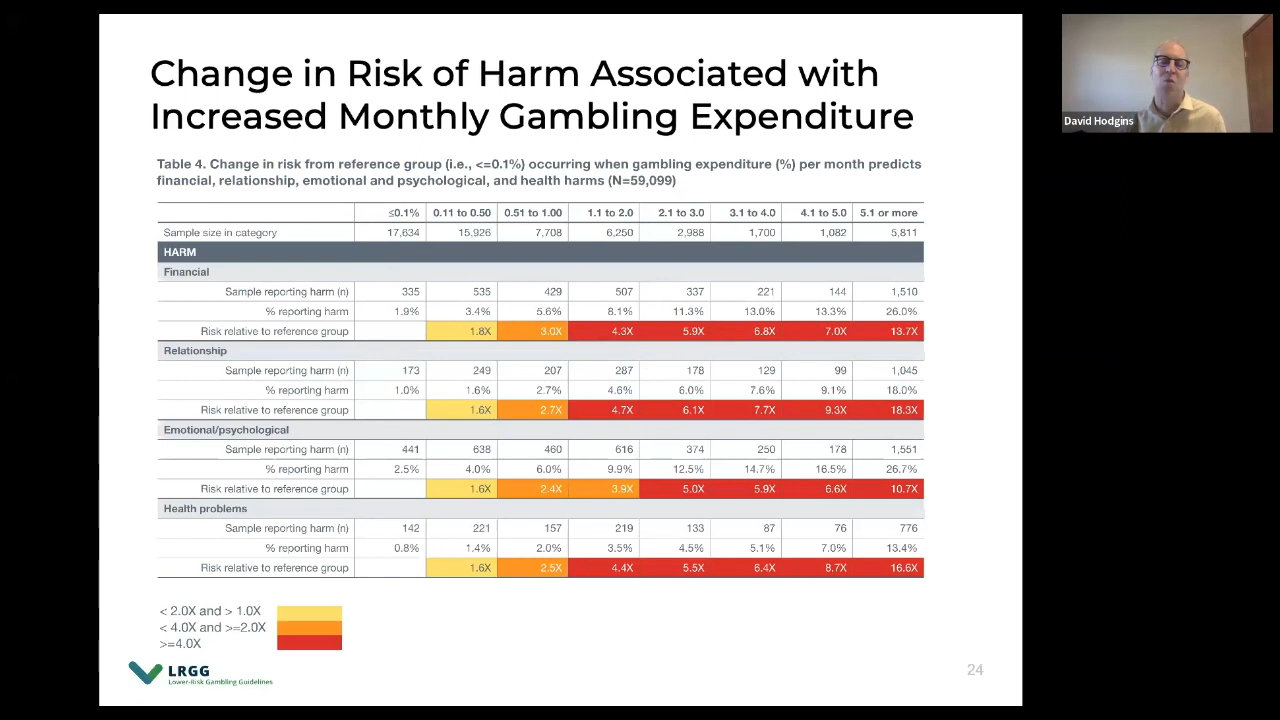 Change in Risk of Harm Associated with
Increased Monthly Gambling Expenditure
Table 4. Change in risk from reference group (i.e., <=0.1%) occurring when gambling expenditure (%) per month predicts
financial, relationship, emotional and psychological, and health harms (N=59,099)
≤0.1% 0.11 to 0.50 0.51 to 1.00 1.1 to 2.0 2.1 to 3.0 3.1 to 4.0 4.1 to 5.0 5.1 or more
Sample size in category 17,634 15,926 7,708 6,250 2,988 1,700 1,082 5,811
HARM
Financial
Sample reporting harm (n) 335 535 429 507 337 221 144 1,510
% reporting harm 1.9% 3.4% 5.6% 8.1% 11.3% 13.0% 13.3% 26.0%
Risk relative to reference group 1.8X 3.0X 4.3X 5.9X 6.8X 7.0X 13.7X
Relationship
Sample reporting harm (n) 173 249 207 287 178 129 99 1,045
% reporting harm 1.0% 1.6% 2.7% 4.6% 6.0% 7.6% 9.1% 18.0%
Risk relative to reference group 1.6X 2.7X 4.7X 6.1X 7.7X 9.3X 18.3X
Emotional/psychological
Sample reporting harm (n) 441 638 460 616 374 250 178 1,551
% reporting harm 2.5% 4.0% 6.0% 9.9% 12.5% 14.7% 16.5% 26.7%
Risk relative to reference group 1.6X 2.4X 3.9X 5.0X 5.9X 6.6X 10.7X
Health problems
Sample reporting harm (n) 142 221 157 219 133 87 76 776
% reporting harm 0.8% 1.4% 2.0% 3.5% 4.5% 5.1% 7.0% 13.4%
Risk relative to reference group 1.6X 2.5X 4.4X 5.5X 6.4X 8.7X 16.6X
< 2.0X and > 1.0X
< 4.0X and >=2.0X
>=4.0X
LRGG
Lower-Risk Gambling Guidelines
24
David Hodgins